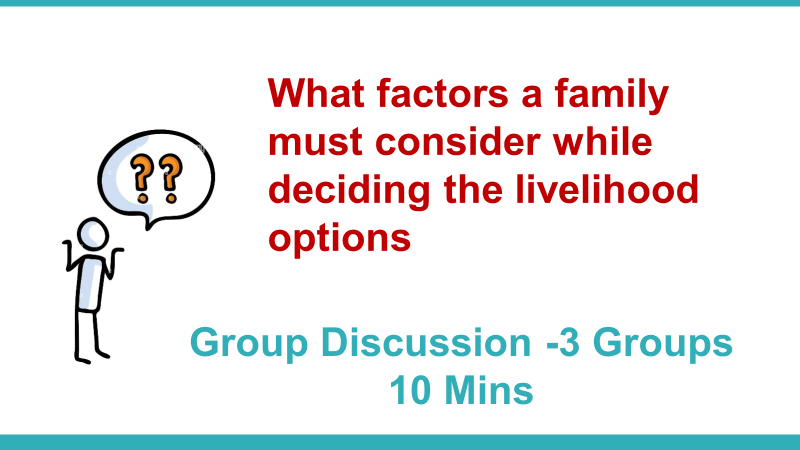 What factors a family
must consider while
deciding the livelihood
options
??
Group Discussion -3 Groups
10 Mins